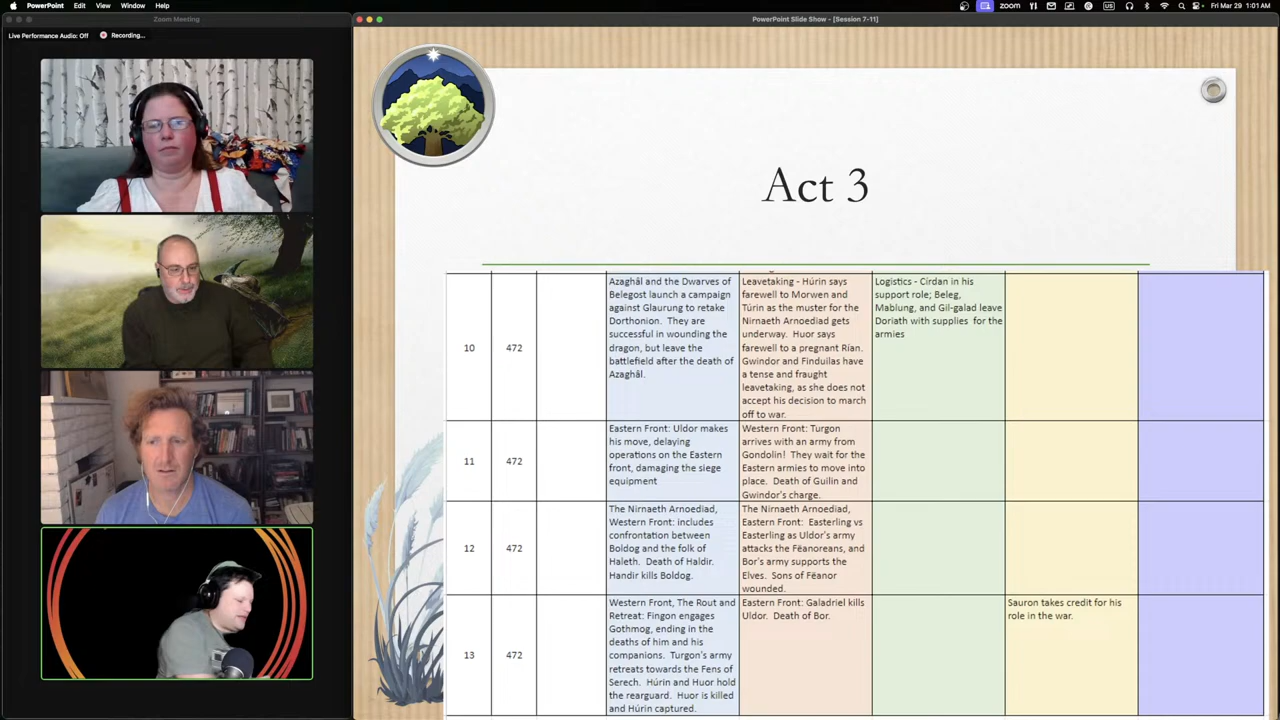 PowerPoint Edit View Window Help
zoom
US
Fri Mar 29 1:01 AM
Zoom Meeting
PowerPoint Slide Show - [Session 7-11]
Live Performance Audio: Off
Recording...
Act 3
10
472
Azaghâl and the Dwarves of
Belegost launch a campaign
against Glaurung to retake
Dorthonion. They are
successful in wounding the
dragon, but leave the
battlefield after the death of
Azaghâl.
Leavetaking - Húrin says
farewell to Morwen and
Túrin as the muster for the
Nirnaeth Arnoediad gets
underway. Huor says
farewell to a pregnant Rían.
Gwindor and Finduilas have
a tense and fraught
leavetaking, as she does not
accept his decision to march
off to war.
Logistics - Círdan in his
support role; Beleg,
Mablung, and Gil-galad leave
Doriath with supplies for the
armies
11
472
Eastern Front: Uldor makes
his move, delaying
operations on the Eastern
front, damaging the siege
equipment
Western Front: Turgon
arrives with an army from
Gondolin! They wait for the
Eastern armies to move into
place. Death of Guilin and
Gwindor's charge.
12
472
The Nirnaeth Arnoediad,
Western Front: includes
confrontation between
Boldog and the folk of
Haleth. Death of Haldir.
Handir kills Boldog.
The Nirnaeth Arnoediad,
Eastern Front: Easterling vs
Easterling as Uldor's army
attacks the Fëanoreans, and
Bor's army supports the
Elves. Sons of Fëanor
wounded.
13
472
Western Front, The Rout and
Retreat: Fingon engages
Gothmog, ending in the
deaths of him and his
companions. Turgon's army
retreats towards the Fens of
Serech. Húrin and Huor hold
the rearguard. Huor is killed
and Húrin captured.
Eastern Front: Galadriel kills
Uldor. Death of Bor.
Sauron takes credit for his
role in the war.